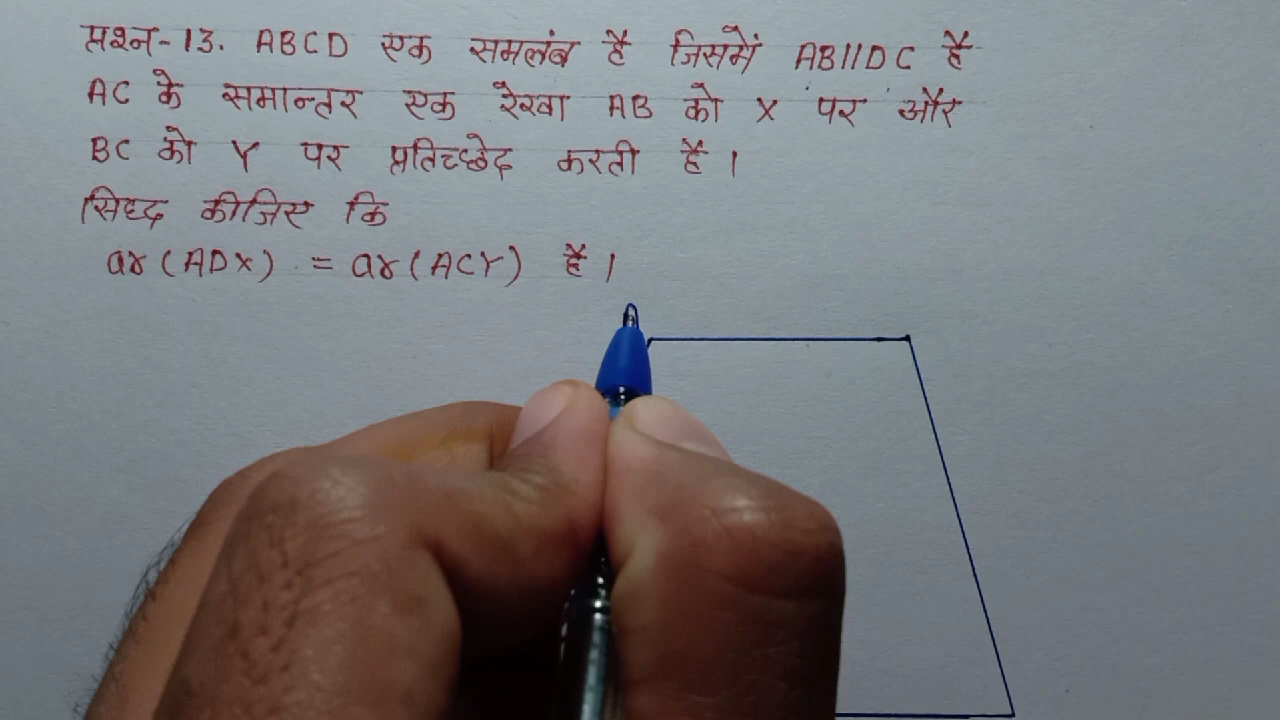 प्रश्न-13. ABCD एक समलंब है जिसमें AB||DC है
AC के समान्तर एक रेखा AB को X पर और
BC को Y पर प्रतिच्छेद करती है।
सिध्द कीजिए कि
ar(ADX) = ar(ACY) है।